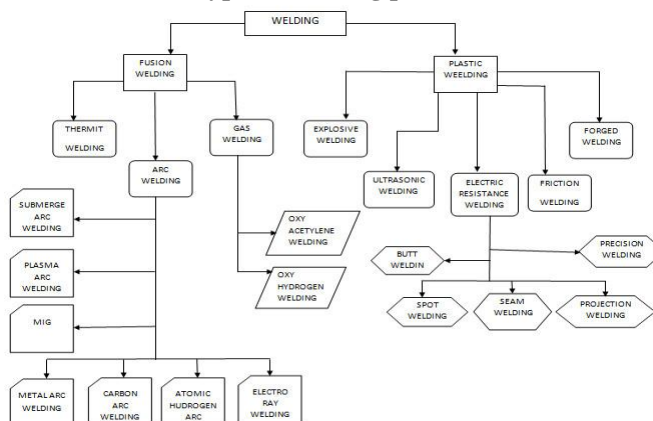 WELDING
FUSION
WELDING
PLASTIC
WEELDING
THERMIT
WELDING
GAS
WELDING
EXPLOSIVE
WELDING
FORGED
WELDING
ARC
WELDING
ULTRASONIC
WELDING
ELECTRIC
RESISTANCE
WELDING
FRICTION
WELDING
SUBMERGE
ARC
WELDING
OXY
ACETYLENE
WELDING
PLASMA
ARC
WELDING
OXY
HYDROGEN
WELDING
BUTT
WELDIN
PRECISION
WELDING
MIG
SPOT
WELDING
SEAM
WELDING
PROJECTION
WELDING
METAL ARC
WELDING
CARBON
ARC
WELDING
ATOMIC
HUDROGEN
ARC
ELECTRO
RAY
WELDING